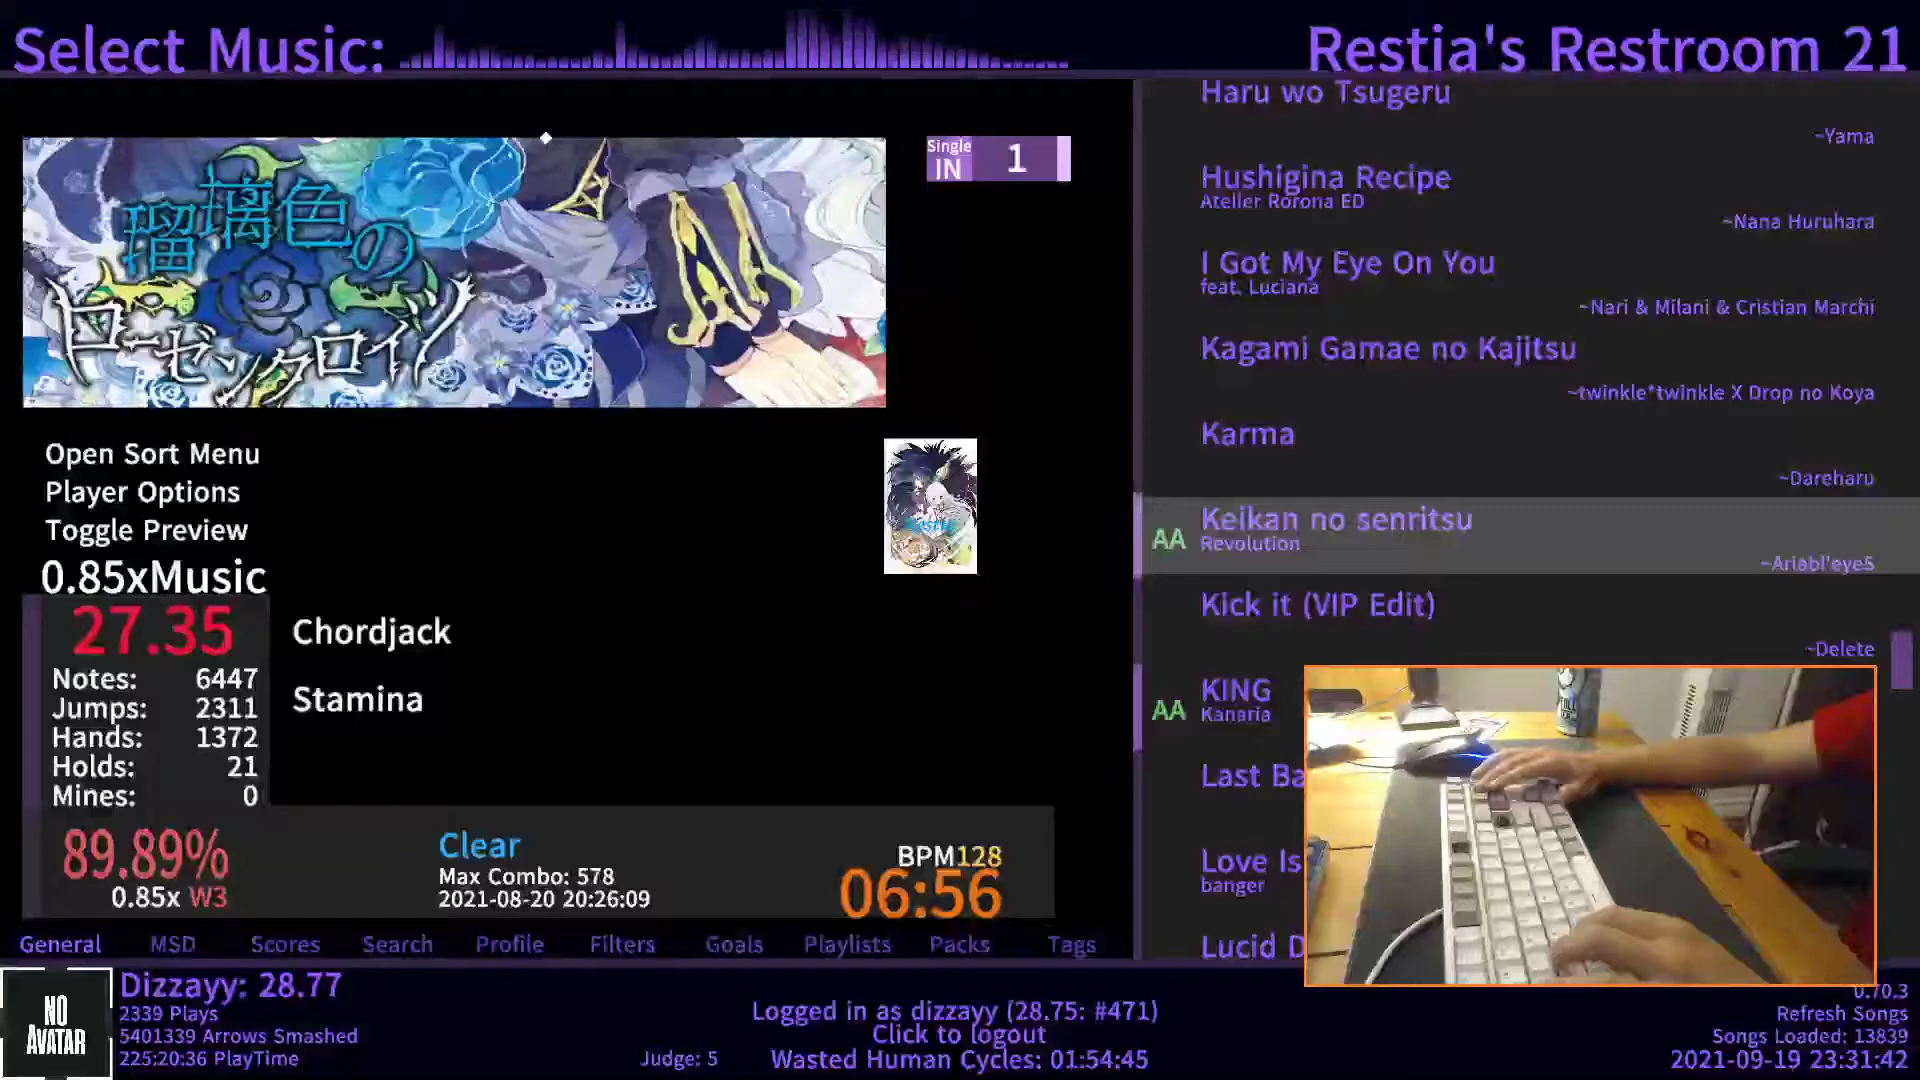 Select Music:
Restia's Restroom 21
瑠璃色の
ローゼンクロイツ
Single
IN
1
Open Sort Menu
Player Options
Toggle Preview
0.85xMusic
27.35
Notes: 6447
Jumps: 2311
Hands: 1372
Holds: 21
Mines: 0
Chordjack
Stamina
89.89%
0.85x W3
Clear
Max Combo: 578
2021-08-20 20:26:09
BPM128
06:56
General MSD Scores Search Profile Filters Goals Playlists Packs Tags
Haru wo Tsugeru
~Yama
Hushigina Recipe
Atelier Rorona ED
~Nana Huruhara
I Got My Eye On You
feat. Luciana
~Nari & Milani & Cristian Marchi
Kagami Gamae no Kajitsu
~twinkle*twinkle X Drop no Koya
Karma
~Dareharu
AA
Keikan no senritsu
Revolution
~Ariabl'eyeS
Kick it (VIP Edit)
~Delete
AA
KING
Kanaria
Last Ba
Love Is
banger
Lucid D
NO
AVATAR
Dizzayy: 28.77
2339 Plays
5401339 Arrows Smashed
225:20:36 PlayTime
Judge: 5
Logged in as dizzayy (28.75: #471)
Click to logout
Wasted Human Cycles: 01:54:45
0.70.3
Refresh Songs
Songs Loaded: 13839
2021-09-19 23:31:42